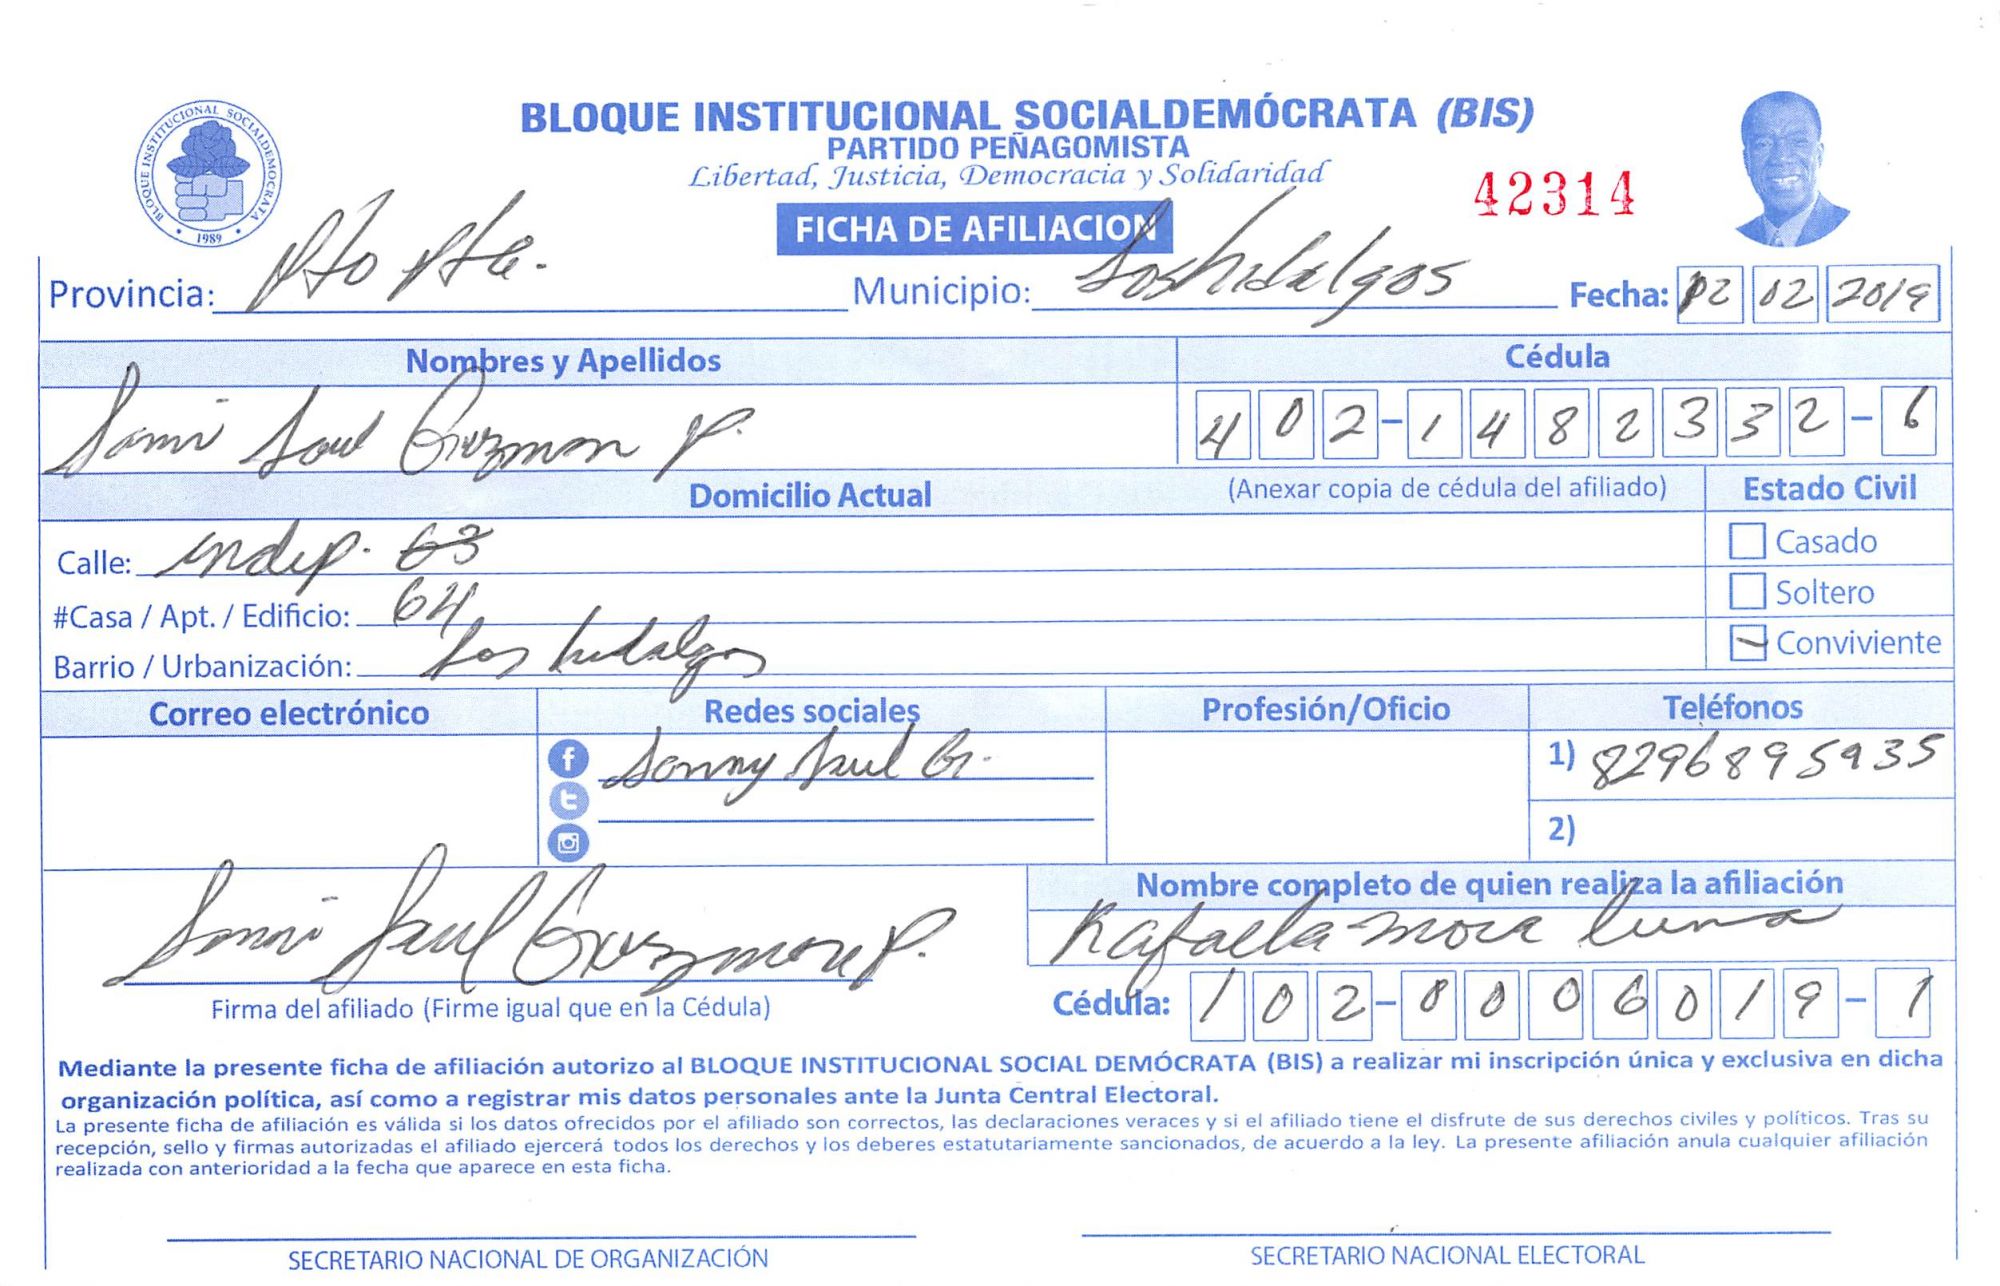 BLOQUE INSTITUCIONAL SOCIALDEMÓCRATA (BIS)
PARTIDO PEÑAGOMISTA
Libertad, Justicia, Democracia y Solidaridad
BLOQUE INSTITUCIONAL SOCIALDEMOCRATA
1989
42314
FICHA DE AFILIACION
Provincia: Pto Pta. Municipio: Los hidalgos Fecha: 02 02 2019
Nombres y Apellidos Cédula
Saul Guzman P. 402-1482332-6
Domicilio Actual (Anexar copia de cédula del afiliado) Estado Civil
Calle: indep. 63 Casado
#Casa / Apt. / Edificio: 64 Soltero
Barrio / Urbanización: Los hidalgos Conviviente
Correo electrónico Redes sociales Profesión/Oficio Teléfonos
Sonny Saul G. 1) 8296895935
2)
Nombre completo de quien realiza la afiliación
Saul Guzman P. Rafaela mora luna
Firma del afiliado (Firme igual que en la Cédula) Cédula: 102-0006019-1
Mediante la presente ficha de afiliación autorizo al BLOQUE INSTITUCIONAL SOCIAL DEMÓCRATA (BIS) a realizar mi inscripción única y exclusiva en dicha
organización política, así como a registrar mis datos personales ante la Junta Central Electoral.
La presente ficha de afiliación es válida si los datos ofrecidos por el afiliado son correctos, las declaraciones veraces y si el afiliado tiene el disfrute de sus derechos civiles y políticos. Tras su
recepción, sello y firmas autorizadas el afiliado ejercerá todos los derechos y los deberes estatutariamente sancionados, de acuerdo a la ley. La presente afiliación anula cualquier afiliación
realizada con anterioridad a la fecha que aparece en esta ficha.
SECRETARIO NACIONAL DE ORGANIZACIÓN SECRETARIO NACIONAL ELECTORAL